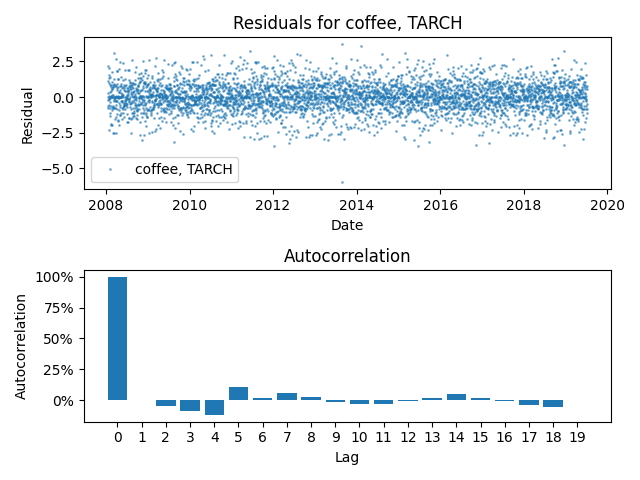 Residuals for coffee, TARCH
Residual
2.5
0.0
−2.5
−5.0
coffee, TARCH
2008 2010 2012 2014 2016 2018 2020
Date
Autocorrelation
Autocorrelation
100%
75%
50%
25%
0%
0 1 2 3 4 5 6 7 8 9 10 11 12 13 14 15 16 17 18 19
Lag